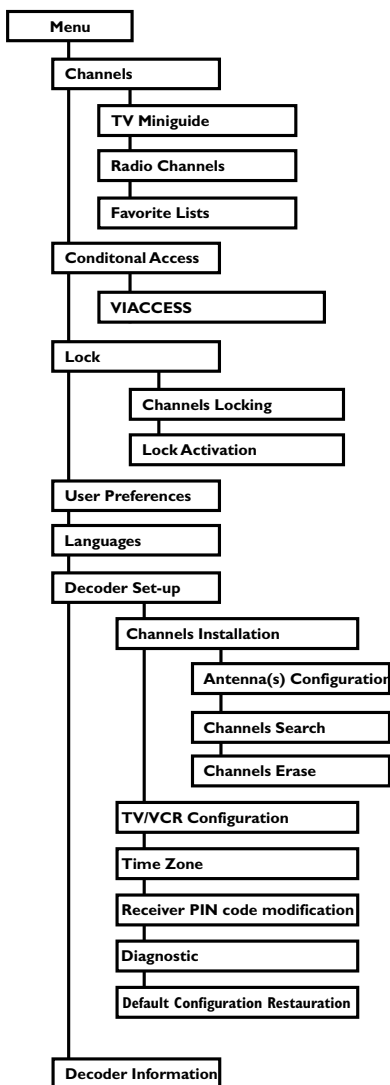 Menu
Channels
TV Miniguide
Radio Channels
Favorite Lists
Conditonal Access
VIACCESS
Lock
Channels Locking
Lock Activation
User Preferences
Languages
Decoder Set-up
Channels Installation
Antenna(s) Configuration
Channels Search
Channels Erase
TV/VCR Configuration
Time Zone
Receiver PIN code modification
Diagnostic
Default Configuration Restauration
Decoder Information